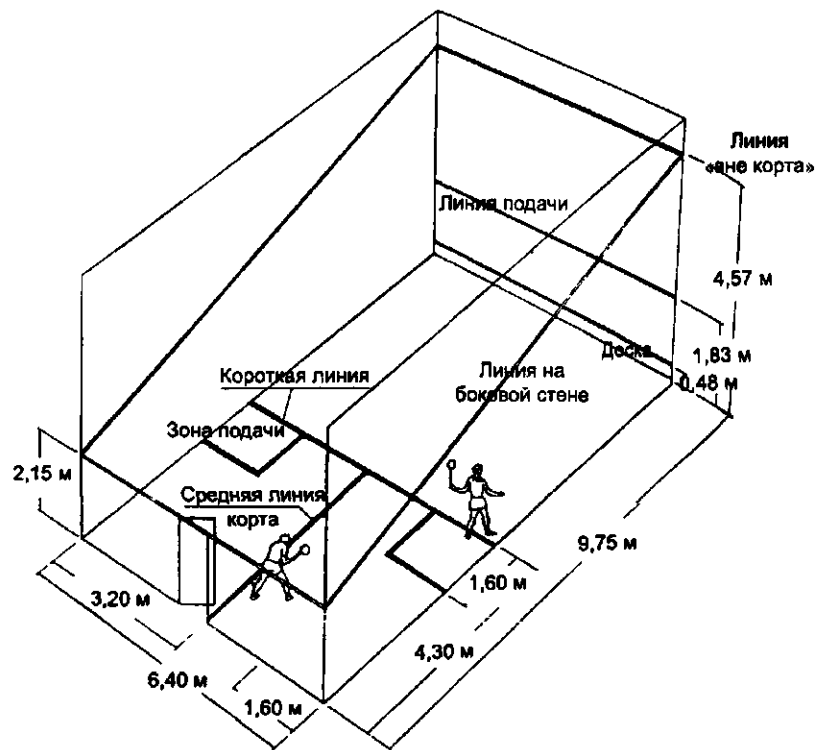 Линия
«вне корта»
Линия подачи
4,57 м
Доска
1,83 м
0,48 м
Линия на
боковой стене
Короткая линия
Зона подачи
2,15 м
Средняя линия
корта
9,75 м
1,60 м
3,20 м
4,30 м
6,40 м
1,60 м